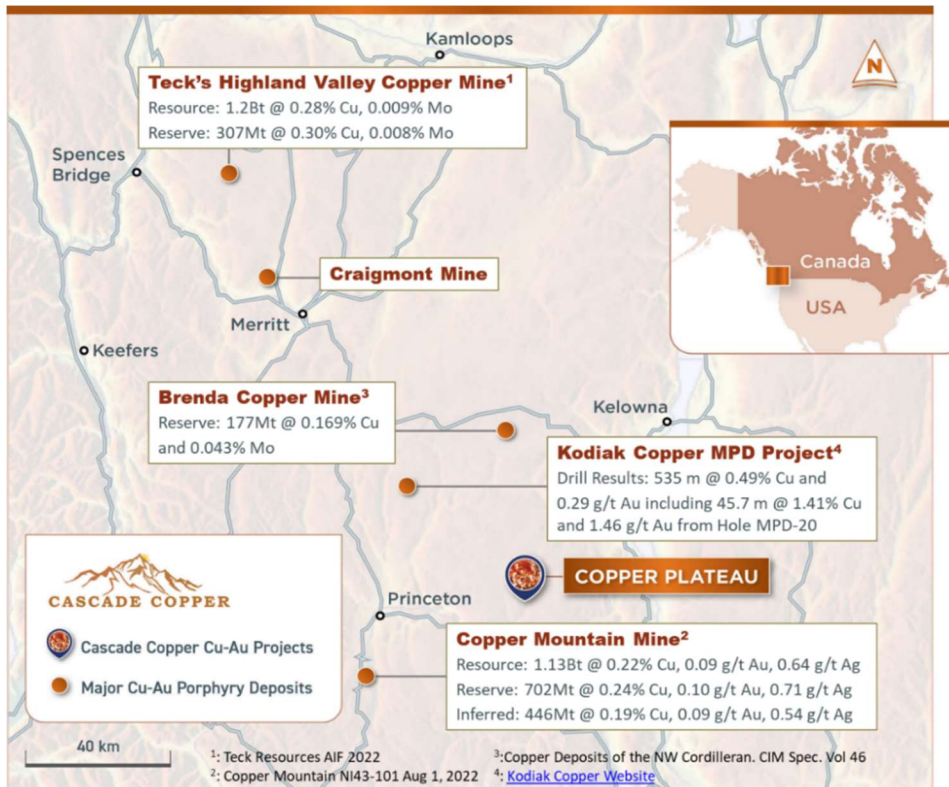 Kamloops
Teck's Highland Valley Copper Mine¹
Resource: 1.2Bt @ 0.28% Cu, 0.009% Mo
Reserve: 307Mt @ 0.30% Cu, 0.008% Mo
N
Spences
Bridge
Canada
USA
Craigmont Mine
Merritt
Keefers
Brenda Copper Mine³
Reserve: 177Mt @ 0.169% Cu
and 0.043% Mo
Kelowna
Kodiak Copper MPD Project⁴
Drill Results: 535 m @ 0.49% Cu and
0.29 g/t Au including 45.7 m @ 1.41% Cu
and 1.46 g/t Au from Hole MPD-20
COPPER PLATEAU
CASCADE COPPER
Cascade Copper Cu-Au Projects
Major Cu-Au Porphyry Deposits
Princeton
Copper Mountain Mine²
Resource: 1.13Bt @ 0.22% Cu, 0.09 g/t Au, 0.64 g/t Ag
Reserve: 702Mt @ 0.24% Cu, 0.10 g/t Au, 0.71 g/t Ag
Inferred: 446Mt @ 0.19% Cu, 0.09 g/t Au, 0.54 g/t Ag
40 km
¹: Teck Resources AIF 2022
²: Copper Mountain NI43-101 Aug 1, 2022
³:Copper Deposits of the NW Cordilleran. CIM Spec. Vol 46
⁴: Kodiak Copper Website